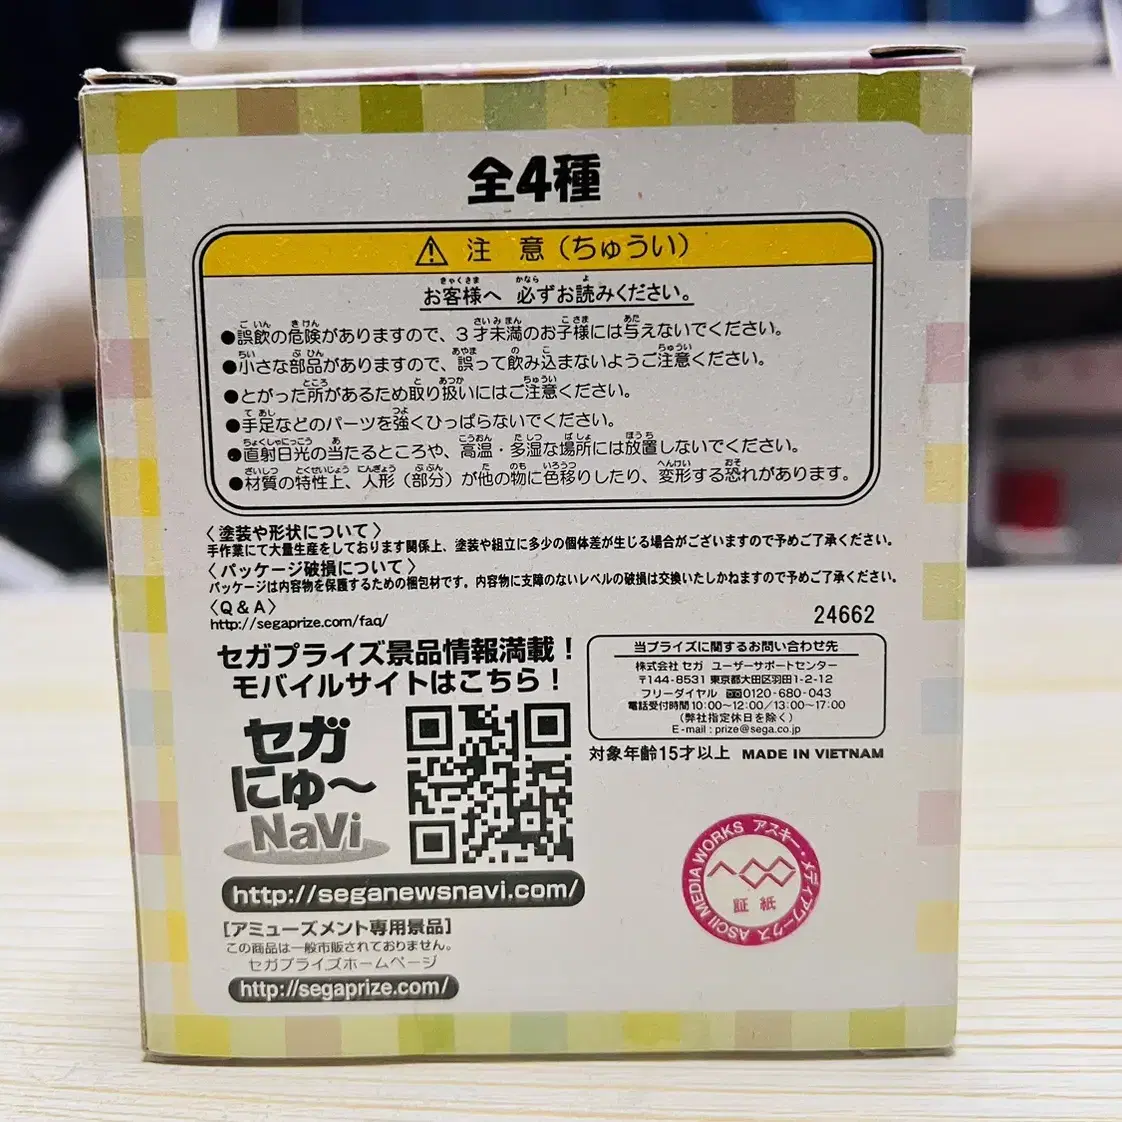 全4種
⚠注 意(ちゅうい)
お客様へ 必ずお読みください。
●誤飲の危険がありますので、3才未満のお子様には与えないでください。
●小さな部品がありますので、誤って飲み込まないようご注意ください。
●とがった所があるため取り扱いにはご注意ください。
●手足などのパーツを強くひっぱらないでください。
●直射日光の当たるところや、高温・多湿な場所には放置しないでください。
●材質の特性上、人形(部分)が他の物に色移りしたり、変形する恐れがあります。
〈塗装や形状について〉
手作業にて大量生産をしております関係上、塗装や組立に多少の個体差が生じる場合がございますので予めご了承ください。
〈パッケージ破損について〉
パッケージは内容物を保護するための梱包材です。内容物に支障のないレベルの破損は交換いたしかねますので予めご了承ください。
〈Q&A〉
http://segaprize.com/faq/
24662
セガプライズ景品情報満載!
モバイルサイトはこちら!
セガ
にゅ〜
NaVi
http://seganewsnavi.com/
[アミューズメント専用景品]
この商品は一般市販されておりません。
セガプライズホームページ
http://segaprize.com/
当プライズに関するお問い合わせ先
株式会社セガ ユーザーサポートセンター
〒144-8531 東京都大田区羽田1-2-12
フリーダイヤル 0120-680-043
電話受付時間 10:00〜12:00/13:00〜17:00
(弊社指定休日を除く)
E-mail:prize@sega.co.jp
対象年齢15才以上 MADE IN VIETNAM
ASCII MEDIA WORKS アスキー・メディアワークス
証紙